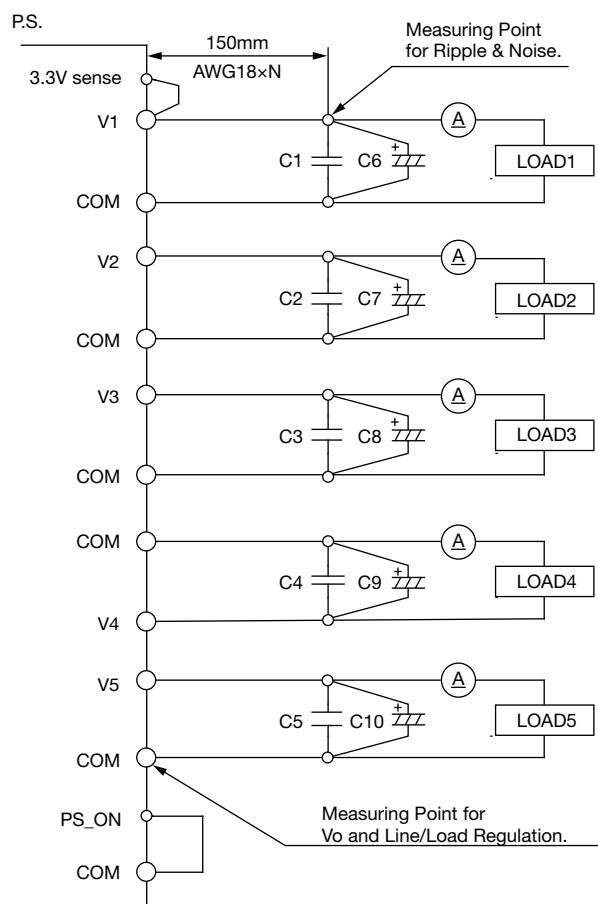 P.S.
150mm
AWG18×N
Measuring Point
for Ripple & Noise.
3.3V sense
V1
A
C1
C6
+
LOAD1
COM
V2
A
C2
C7
+
LOAD2
COM
V3
A
C3
C8
+
LOAD3
COM
COM
A
C4
C9
+
LOAD4
V4
V5
A
C5
C10
+
LOAD5
COM
PS_ON
COM
Measuring Point for
Vo and Line/Load Regulation.